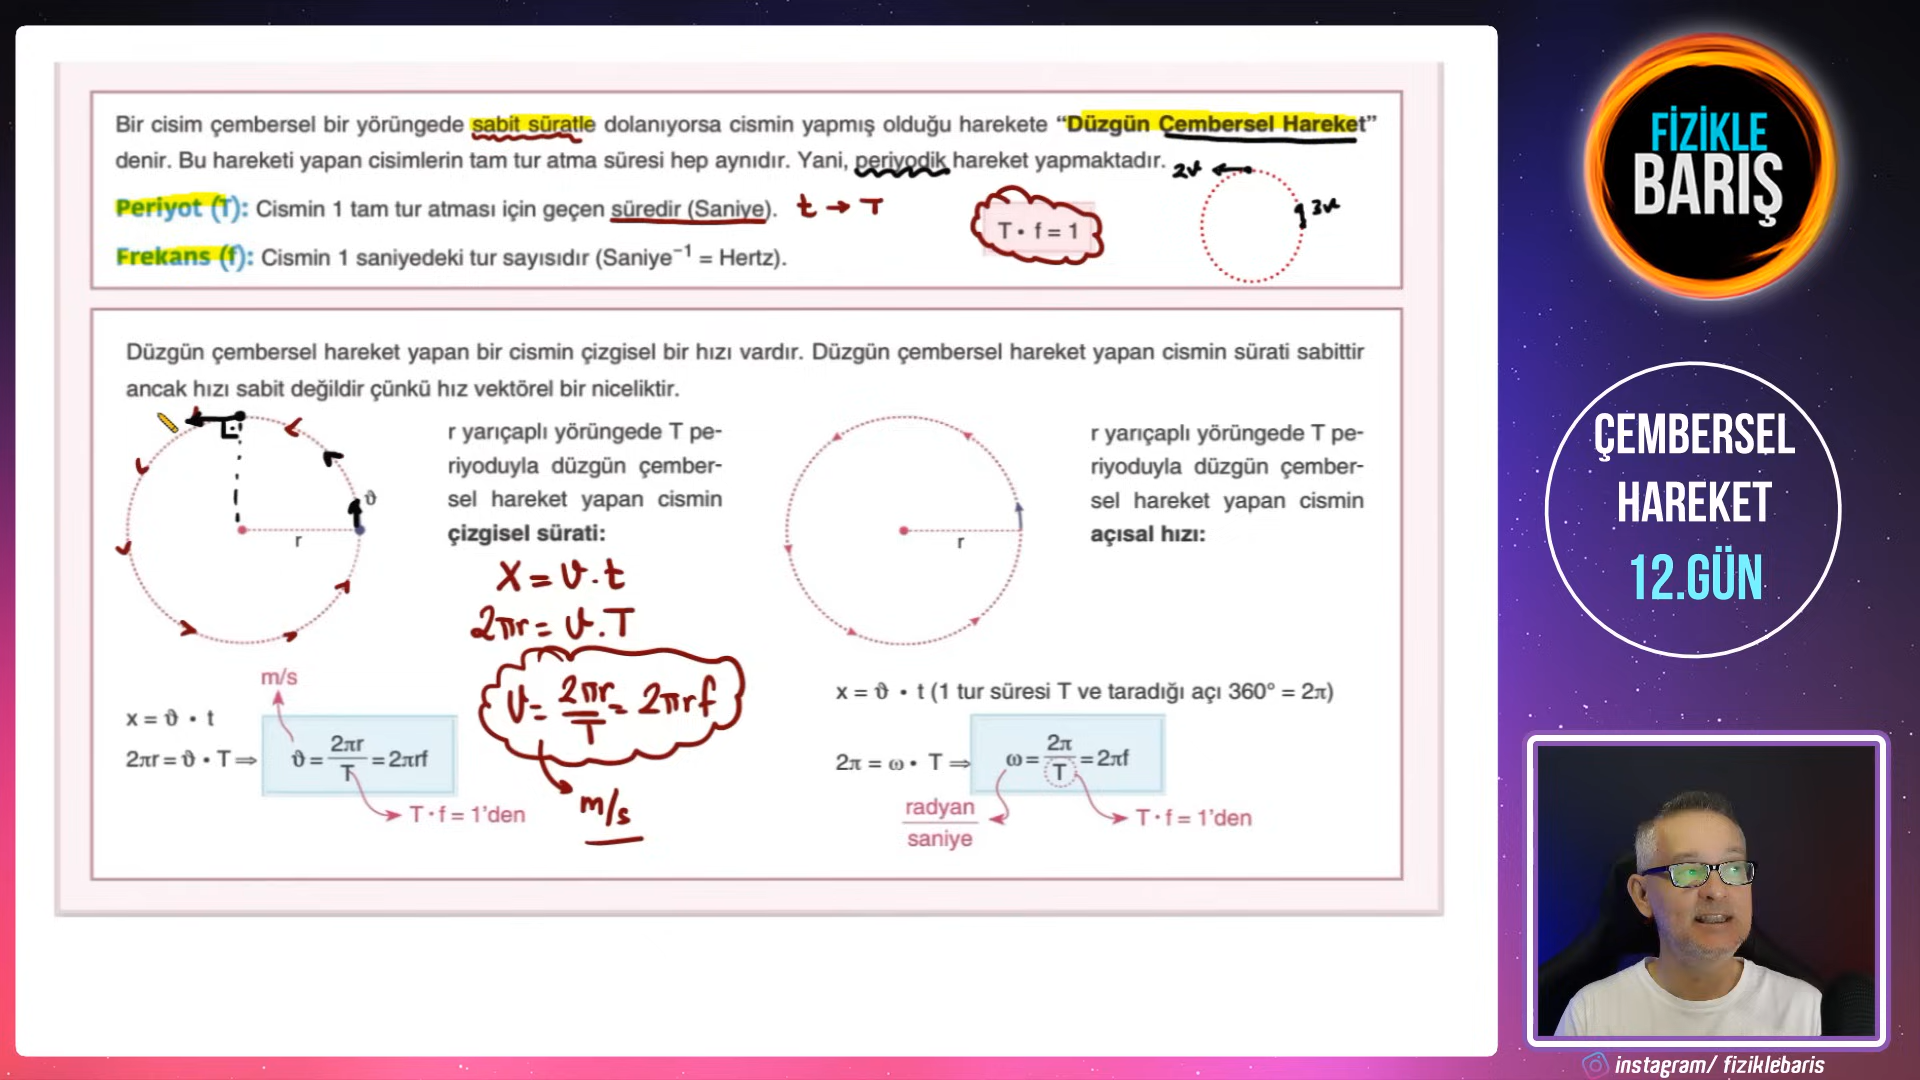 Bir cisim çembersel bir yörüngede sabit süratle dolanıyorsa cismin yapmış olduğu harekete “Düzgün Çembersel Hareket”
denir. Bu hareketi yapan cisimlerin tam tur atma süresi hep aynıdır. Yani, periyodik hareket yapmaktadır.
2ϑ
3ϑ
Periyot (T): Cismin 1 tam tur atması için geçen süredir (Saniye). t → T
T • f = 1
Frekans (f): Cismin 1 saniyedeki tur sayısıdır (Saniye⁻¹ = Hertz).
Düzgün çembersel hareket yapan bir cismin çizgisel bir hızı vardır. Düzgün çembersel hareket yapan cismin sürati sabittir
ancak hızı sabit değildir çünkü hız vektörel bir niceliktir.
ϑ
r
r yarıçaplı yörüngede T pe-
riyoduyla düzgün çember-
sel hareket yapan cismin
çizgisel sürati:
X = ϑ.t
2πr = ϑ.T
ϑ = 2πr/T = 2πrf
m/s
m/s
x = ϑ • t
2πr = ϑ • T ⇒ ϑ = 2πr/T = 2πrf
T • f = 1’den
r
r yarıçaplı yörüngede T pe-
riyoduyla düzgün çember-
sel hareket yapan cismin
açısal hızı:
x = ϑ • t (1 tur süresi T ve taradığı açı 360° = 2π)
2π = ω • T ⇒ ω = 2π/T = 2πf
radyan
saniye
T • f = 1’den
FİZİKLE
BARIŞ
ÇEMBERSEL
HAREKET
12.GÜN
instagram/ fiziklebaris